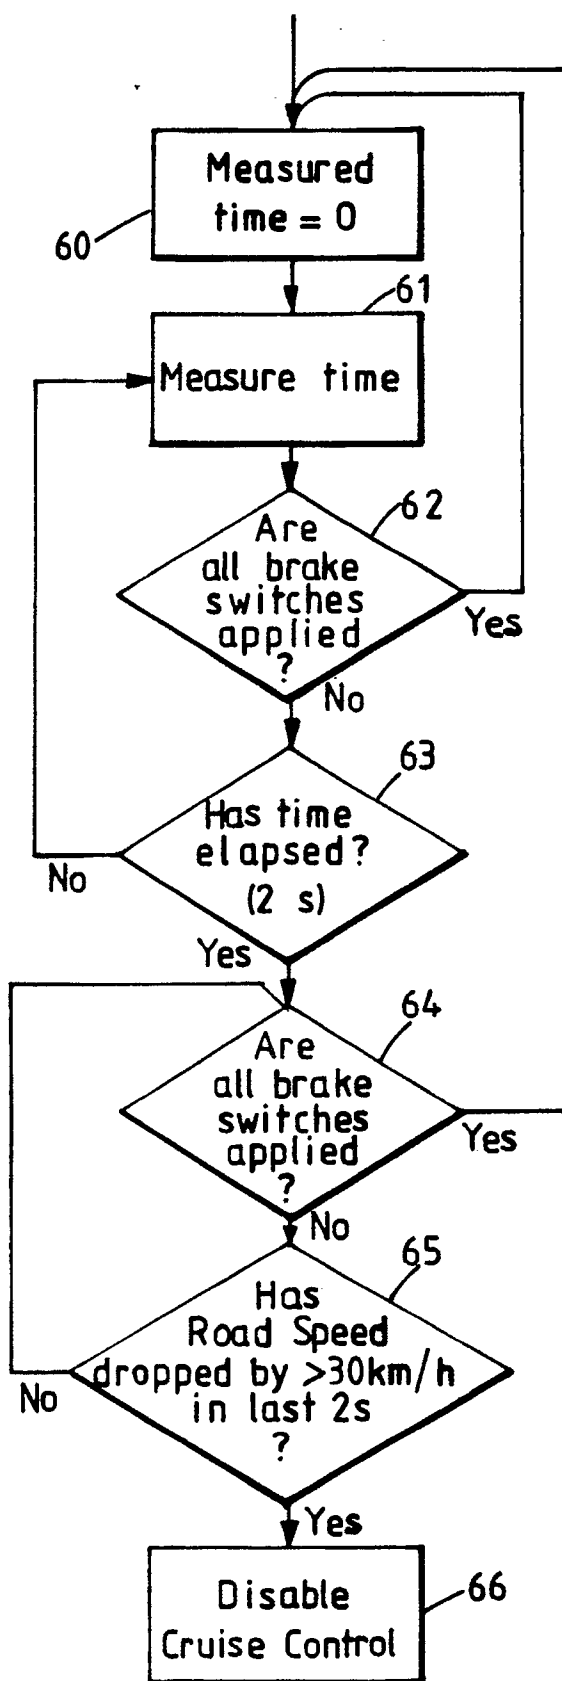 Measured
time = 0
60
61
Measure time
62
Are
all brake
switches
applied
?
Yes
No
63
Has time
elapsed?
(2 s)
No
Yes
64
Are
all brake
switches
applied
?
Yes
No
65
Has
Road Speed
dropped by >30km/h
in last 2s
?
No
Yes
Disable
Cruise Control
66